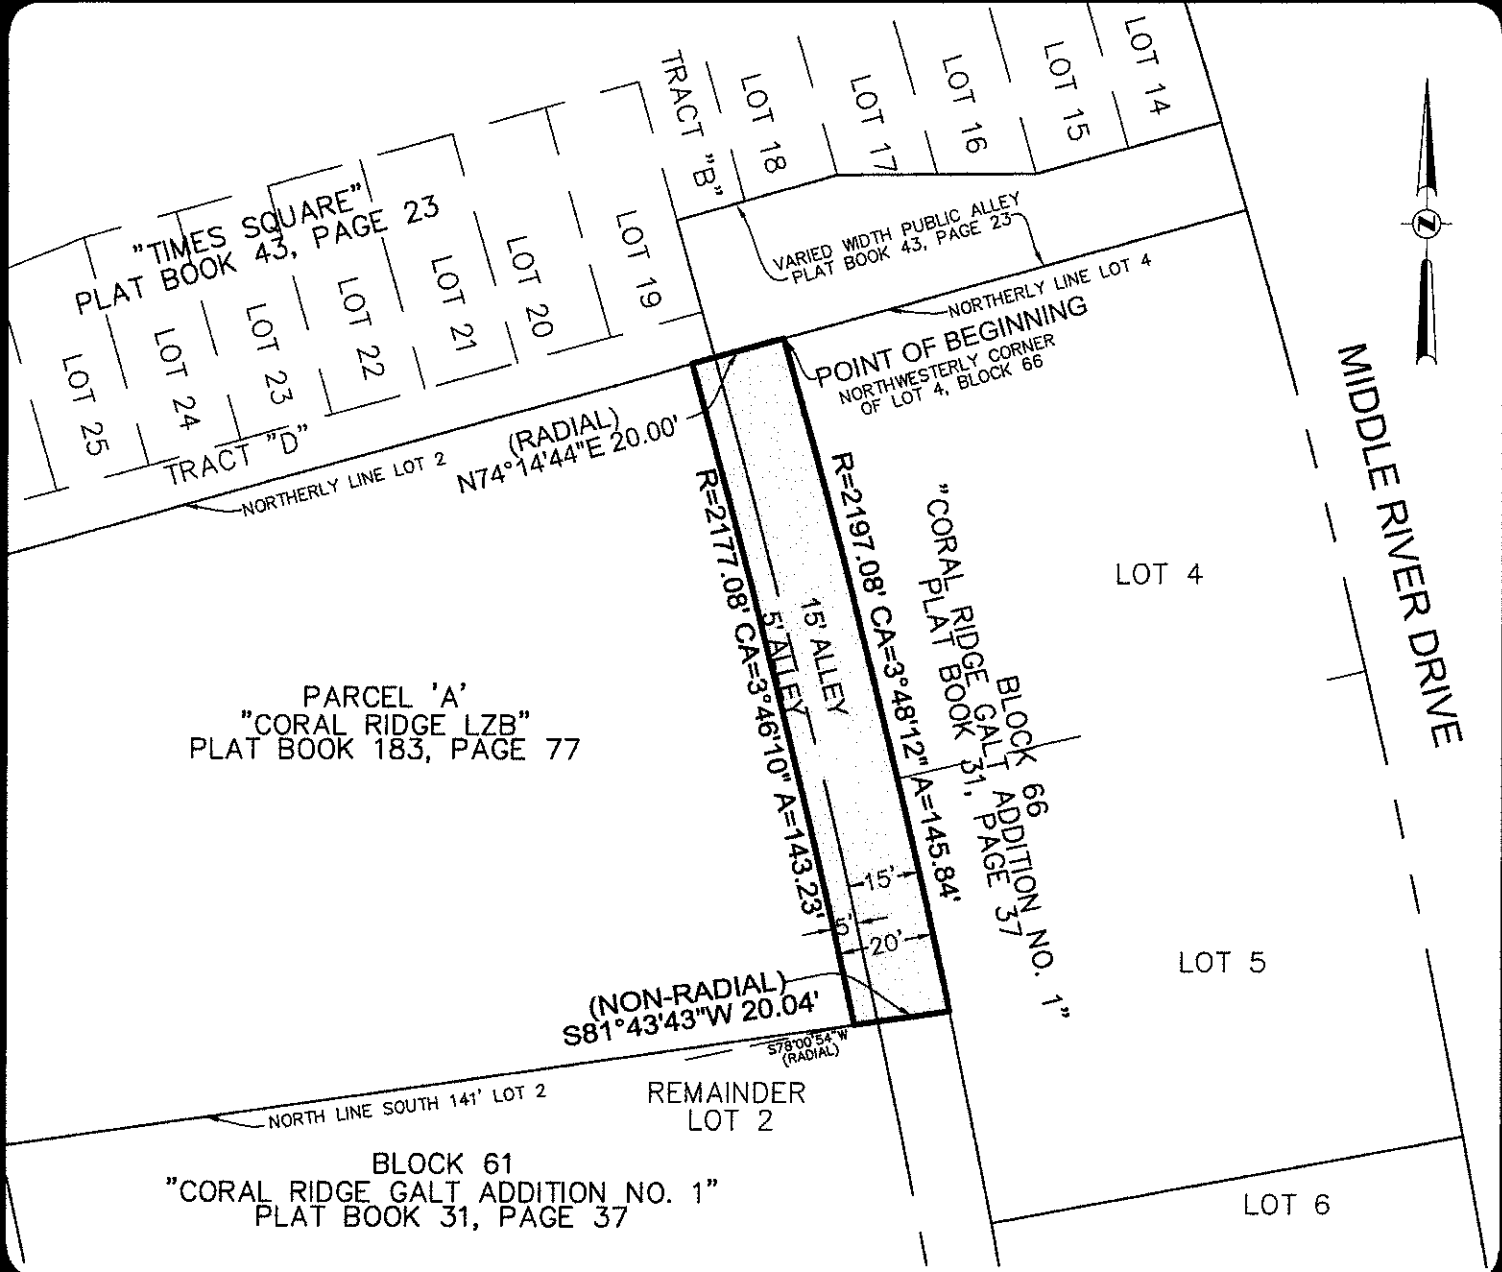 TRACT "B"
LOT 18
LOT 17
LOT 16
LOT 15
LOT 14
"TIMES SQUARE"
PLAT BOOK 43, PAGE 23
LOT 19
LOT 20
LOT 21
LOT 22
LOT 23
LOT 24
LOT 25
TRACT "D"
VARIED WIDTH PUBLIC ALLEY
PLAT BOOK 43, PAGE 23
NORTHERLY LINE LOT 4
POINT OF BEGINNING
NORTHWESTERLY CORNER
OF LOT 4, BLOCK 66
N
MIDDLE RIVER DRIVE
(RADIAL)
N74°14'44"E 20.00'
NORTHERLY LINE LOT 2
R=2177.08' CA=3°46'10" A=143.23'
5' ALLEY
15' ALLEY
R=2197.08' CA=3°48'12" A=145.84'
BLOCK 66
"CORAL RIDGE GALT ADDITION NO. 1"
PLAT BOOK 31, PAGE 37
LOT 4
PARCEL 'A'
"CORAL RIDGE LZB"
PLAT BOOK 183, PAGE 77
15'
5'
20'
LOT 5
(NON-RADIAL)
S81°43'43"W 20.04'
S78°00'54"W
(RADIAL)
NORTH LINE SOUTH 141' LOT 2
REMAINDER
LOT 2
BLOCK 61
"CORAL RIDGE GALT ADDITION NO. 1"
PLAT BOOK 31, PAGE 37
LOT 6